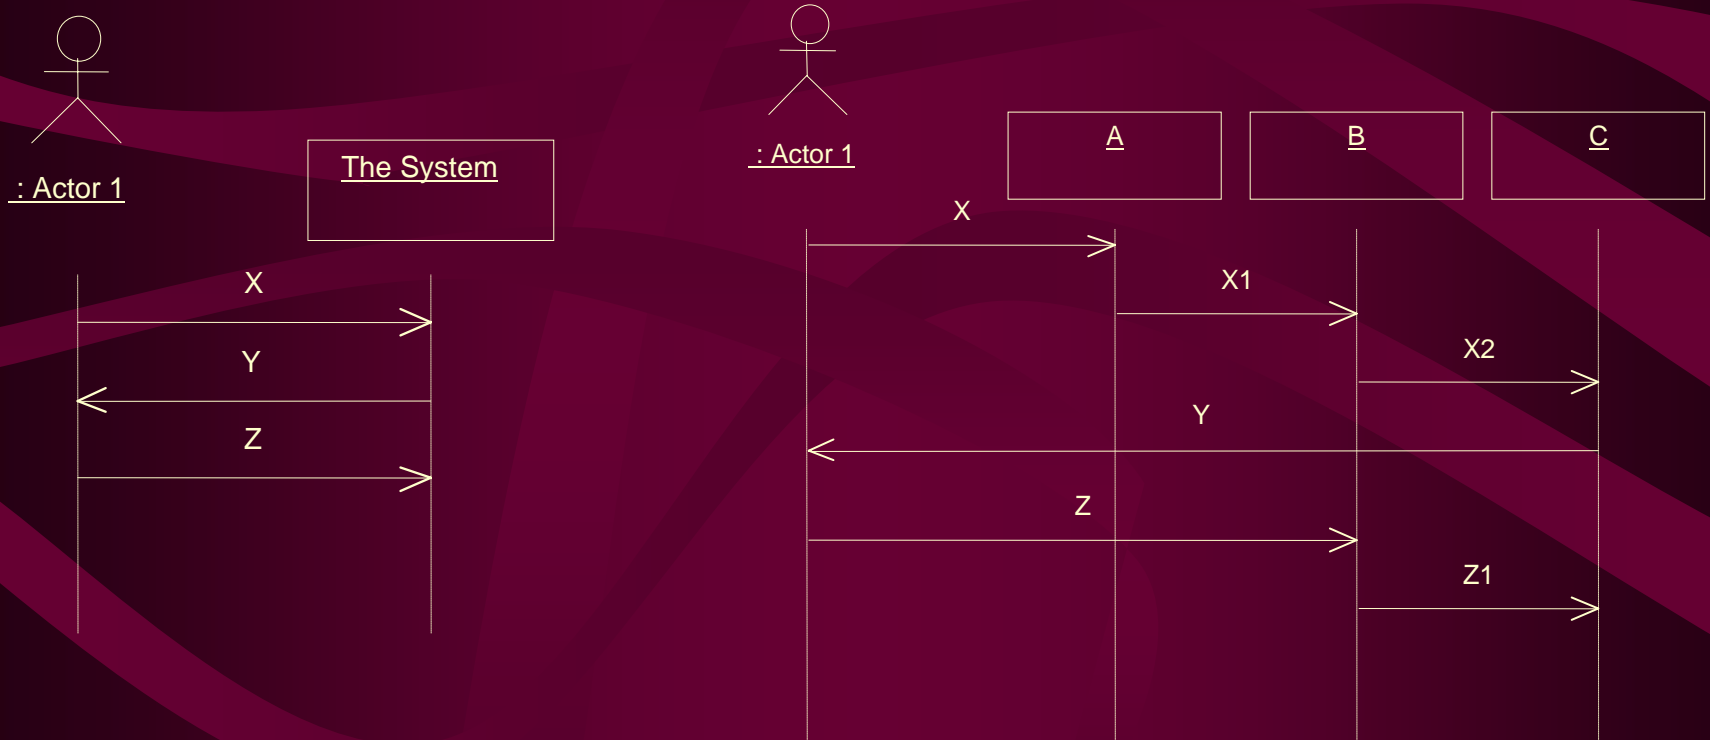 : Actor 1
The System
X
Y
Z
: Actor 1
A
B
C
X
X1
X2
Y
Z
Z1